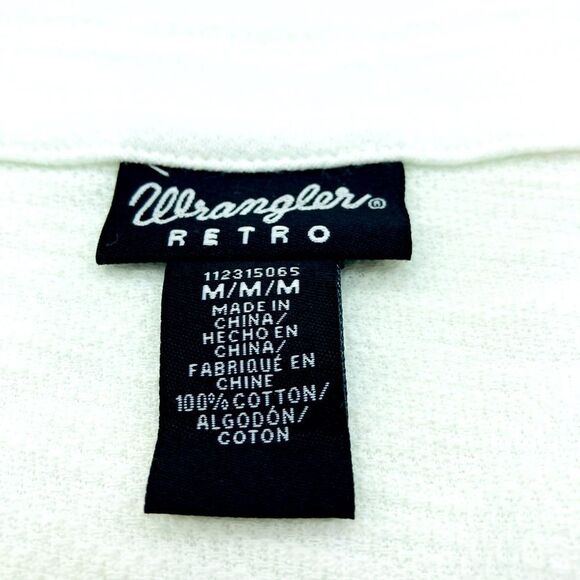 Wrangler®
RETRO
112315065
M/M/M
MADE IN
CHINA/
HECHO EN
CHINA/
FABRIQUÉ EN
CHINE
100% COTTON/
ALGODÓN/
COTON